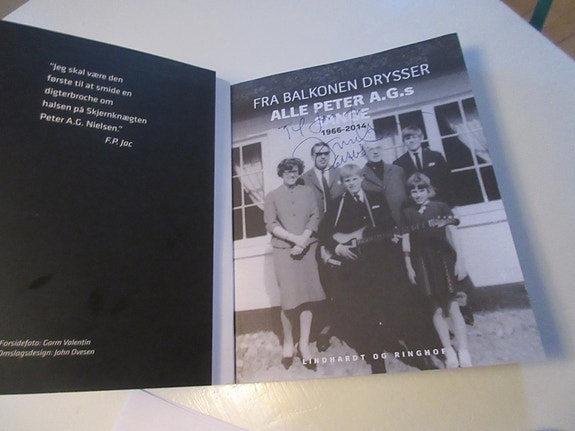 "Jeg skal være den
første til at smide en
digterbroche om
halsen på Skjernknægten
Peter A.G. Nielsen."
F.P. Jac
Forsidefoto: Gorm Valentin
Omslagsdesign: John Ovesen
FRA BALKONEN DRYSSER
ALLE PETER A.G.s
Til
1966-2014
LINDHARDT OG RINGHOF